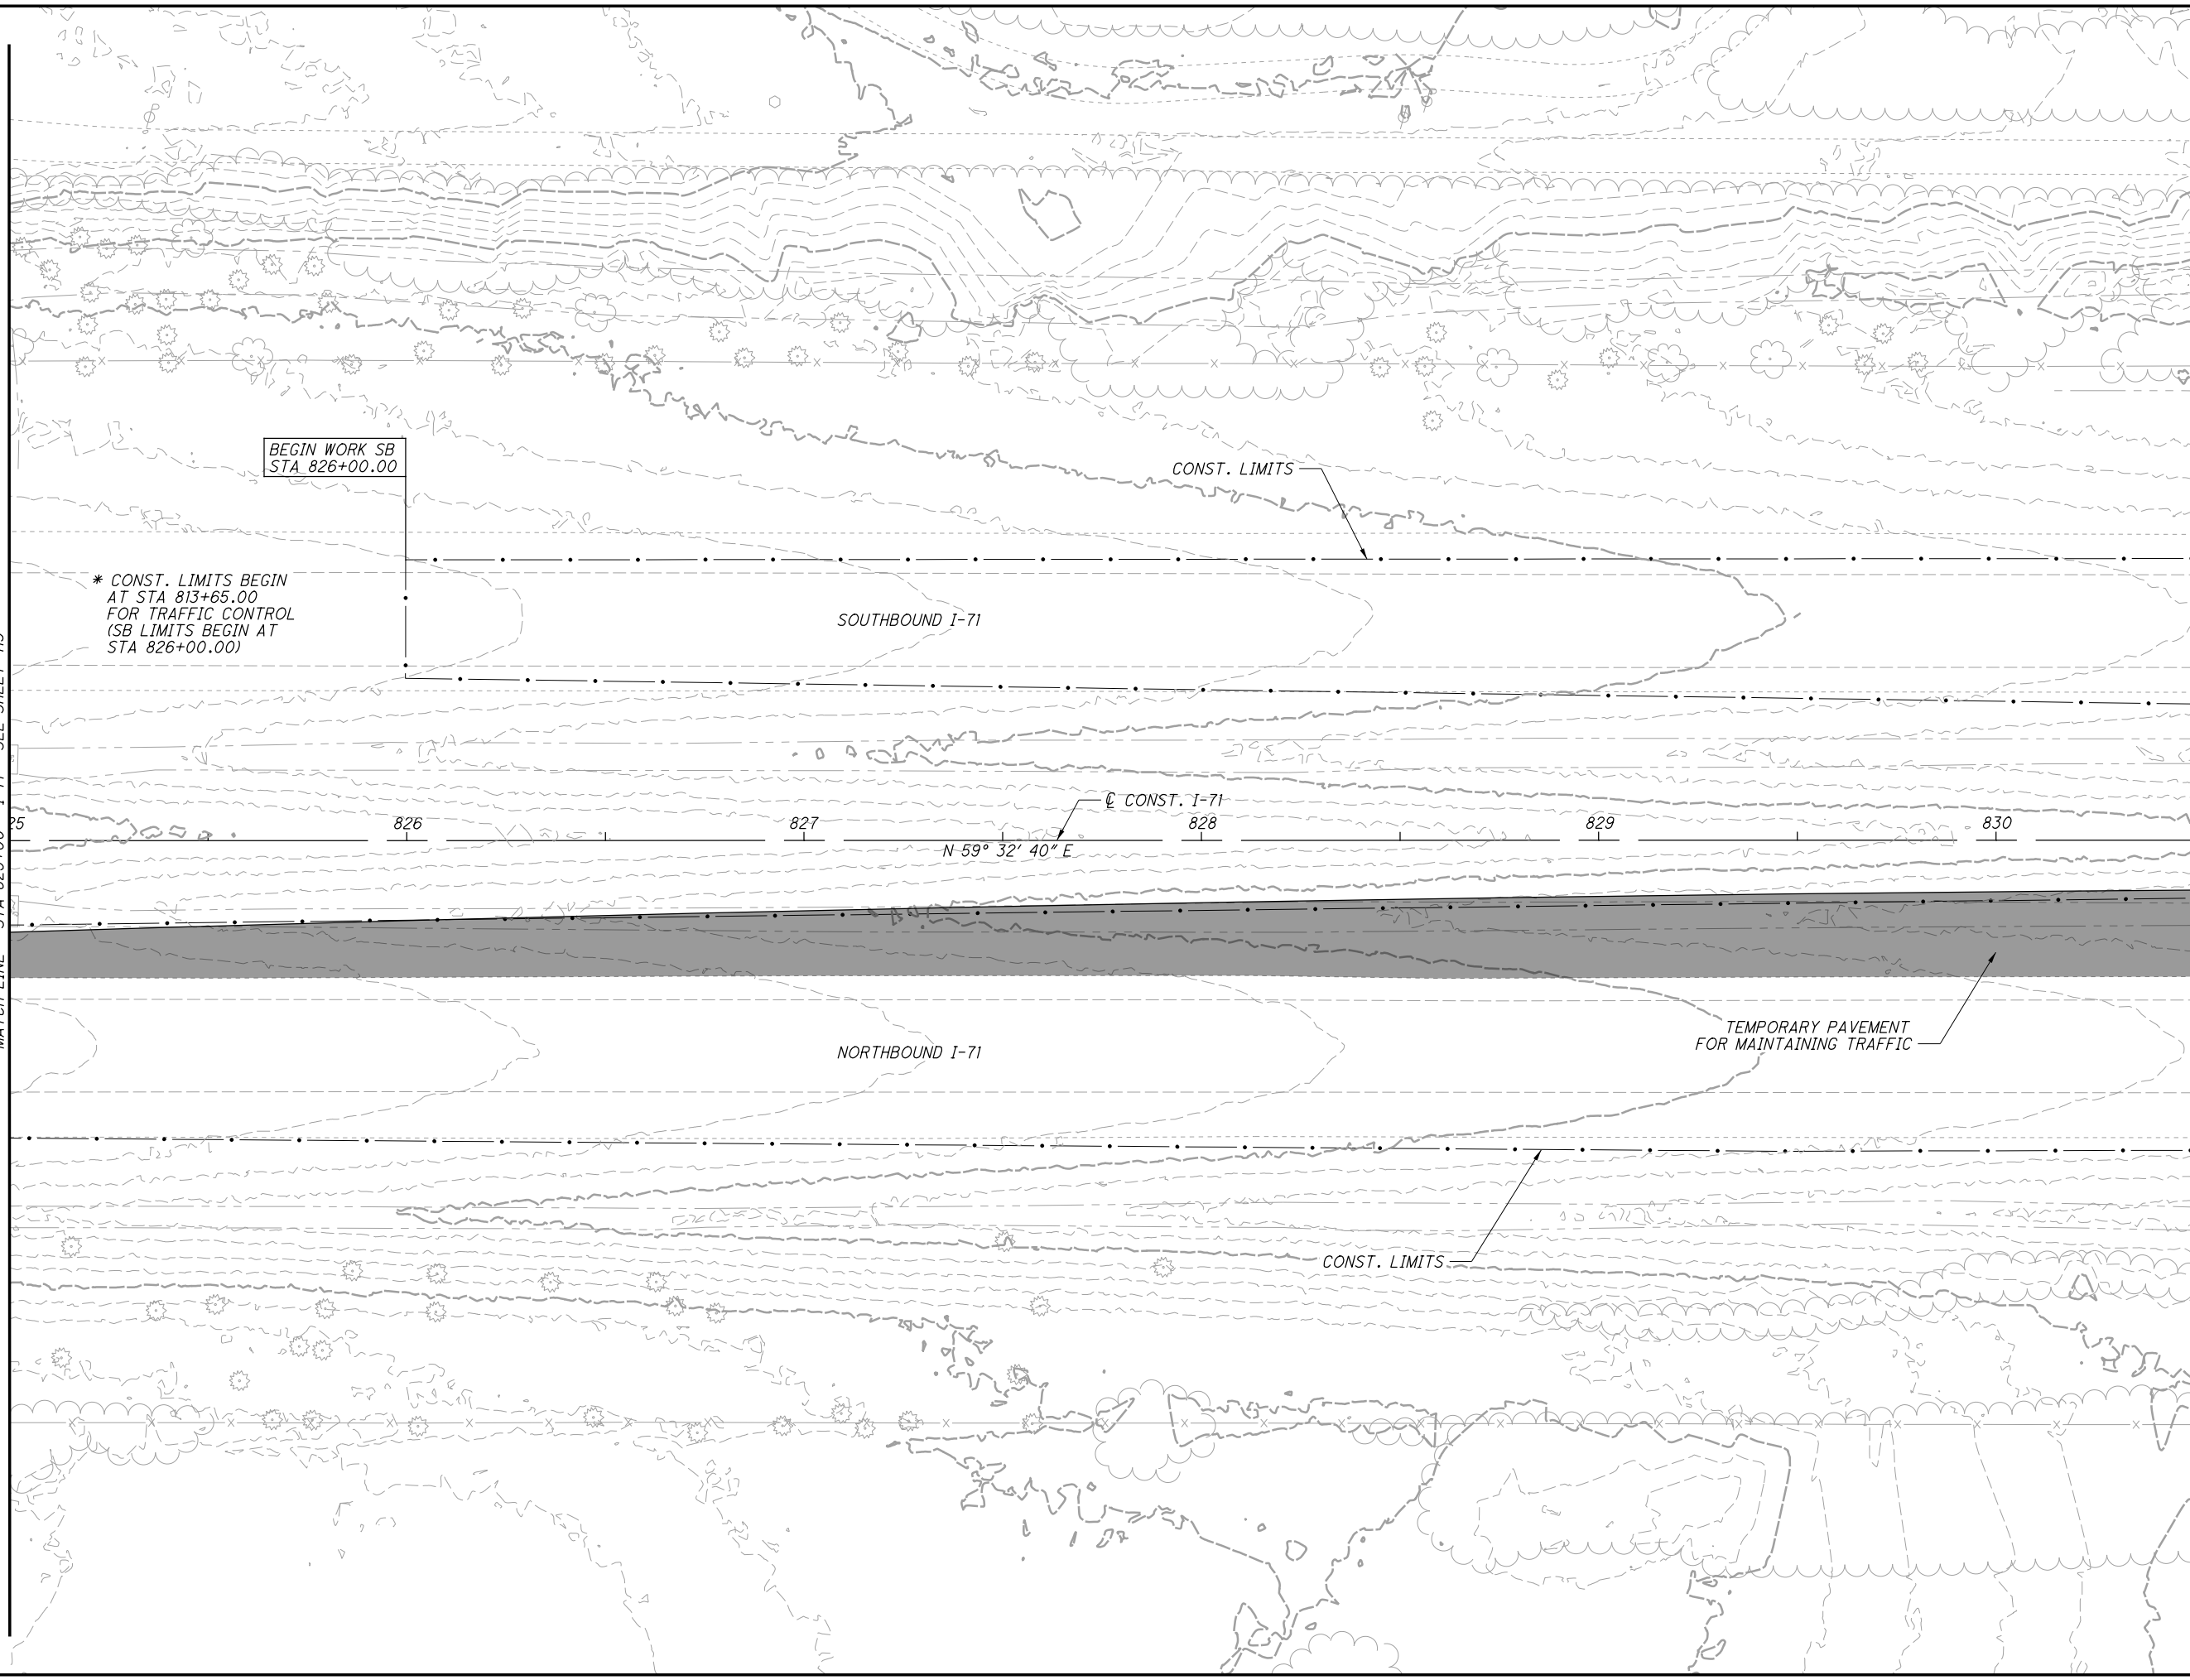 BEGIN WORK SB
STA 826+00.00
CONST. LIMITS
* CONST. LIMITS BEGIN
AT STA 813+65.00
FOR TRAFFIC CONTROL
(SB LIMITS BEGIN AT
STA 826+00.00)
SOUTHBOUND I-71
℄ CONST. I-71
826
827
828
829
830
N 59° 32' 40" E
TEMPORARY PAVEMENT
FOR MAINTAINING TRAFFIC
NORTHBOUND I-71
CONST. LIMITS